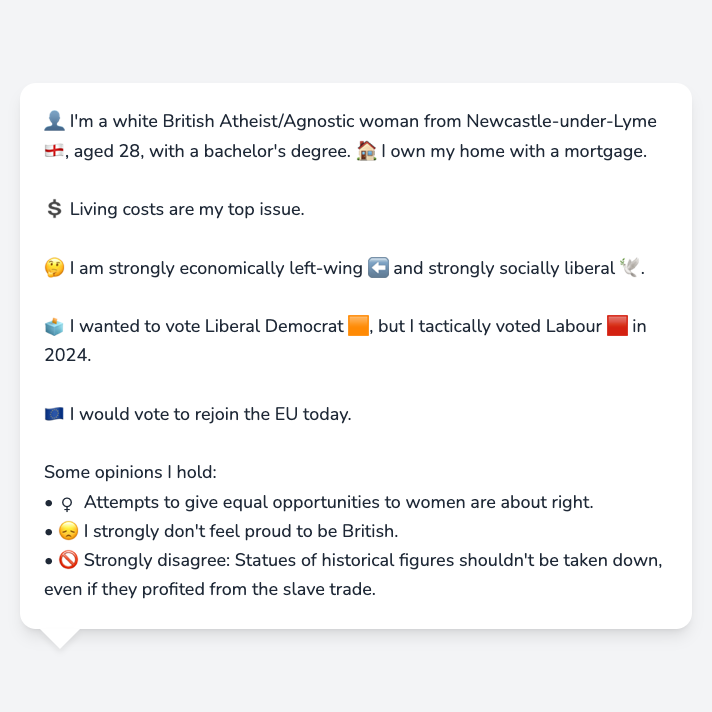 👤 I'm a white British Atheist/Agnostic woman from Newcastle-under-Lyme
🏴󠁧󠁢󠁥󠁮󠁧󠁿, aged 28, with a bachelor's degree. 🏠 I own my home with a mortgage.
💲 Living costs are my top issue.
🤔 I am strongly economically left-wing ⬅️ and strongly socially liberal 🕊️.
🗳️ I wanted to vote Liberal Democrat 🟧, but I tactically voted Labour 🟥 in
2024.
🇪🇺 I would vote to rejoin the EU today.
Some opinions I hold:
• ♀️ Attempts to give equal opportunities to women are about right.
• 😞 I strongly don't feel proud to be British.
• 🚫 Strongly disagree: Statues of historical figures shouldn't be taken down,
even if they profited from the slave trade.